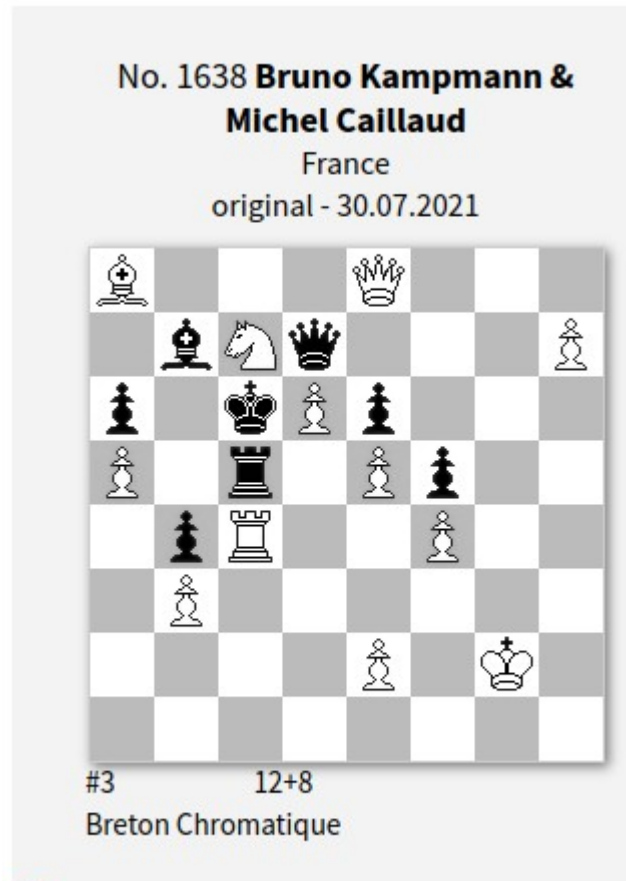 No. 1638 Bruno Kampmann &
Michel Caillaud
France
original - 30.07.2021
#3 12+8
Breton Chromatique